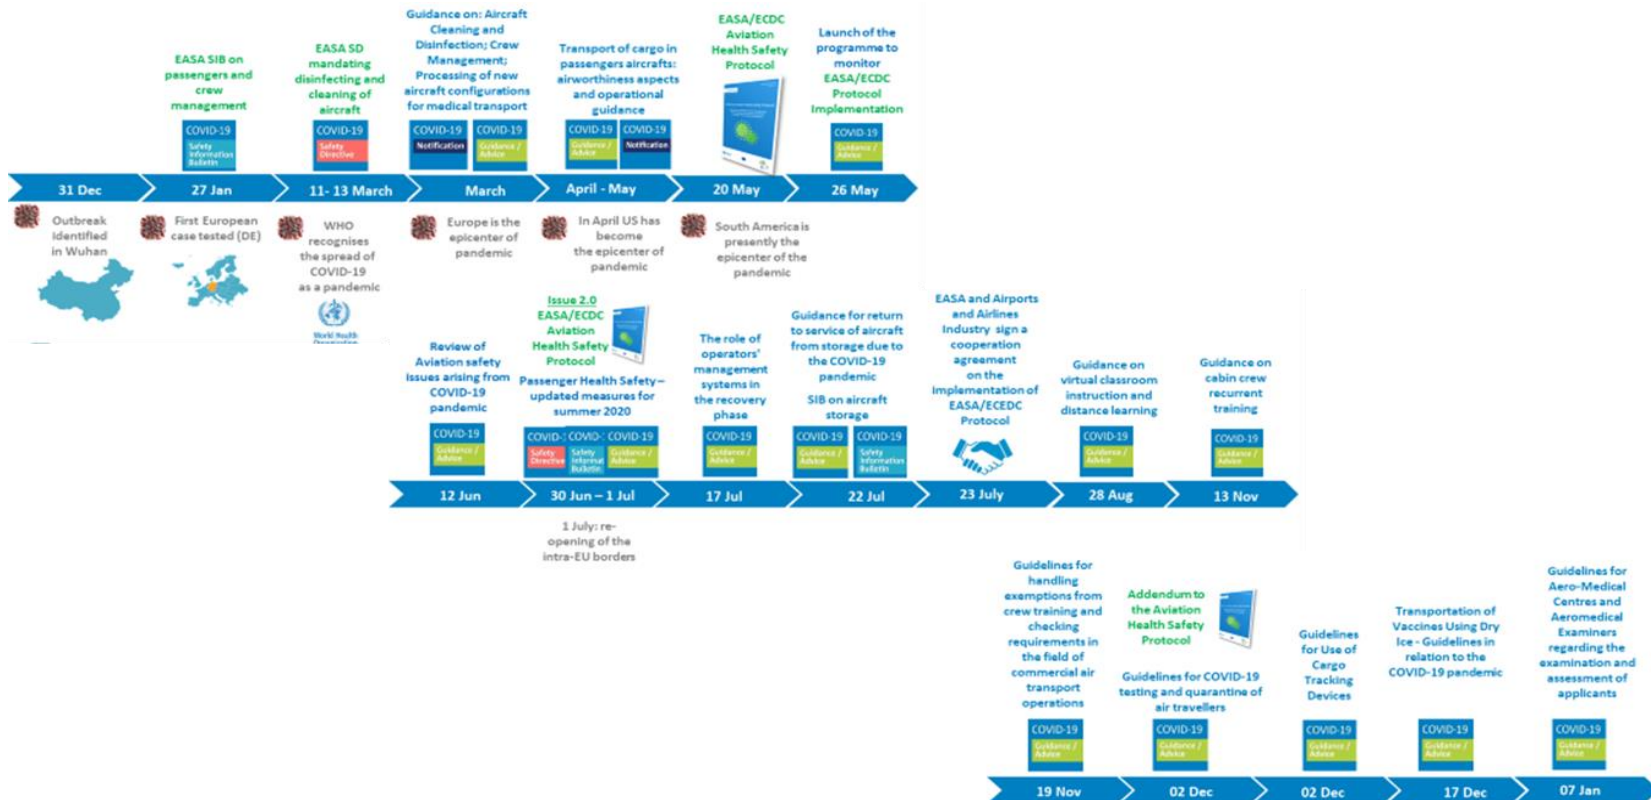 EASA SIB on
passengers and
crew
management
COVID-19
Safety
Information
Bulletin
27 Jan
First European
case tested (DE)
31 Dec
Outbreak
identified
in Wuhan
EASA SD
mandating
disinfecting and
cleaning of
aircraft
COVID-19
Safety
Directive
11- 13 March
WHO
recognises
the spread of
COVID-19
as a pandemic
World Health
Organization
Guidance on: Aircraft
Cleaning and
Disinfection; Crew
Management;
Processing of new
aircraft configurations
for medical transport
COVID-19
Notification
COVID-19
Guidance /
Advice
March
Europe is the
epicenter of
pandemic
Transport of cargo in
passengers aircrafts:
airworthiness aspects
and operational
guidance
COVID-19
Guidance /
Advice
COVID-19
Notification
April - May
In April US has
become
the epicenter of
pandemic
EASA/ECDC
Aviation
Health Safety
Protocol
20 May
South America is
presently the
epicenter of the
pandemic
Launch of the
programme to
monitor
EASA/ECDC
Protocol
Implementation
COVID-19
Guidance /
Advice
26 May
Review of
Aviation safety
issues arising from
COVID-19
pandemic
COVID-19
Guidance /
Advice
12 Jun
Issue 2.0
EASA/ECDC
Aviation
Health Safety
Protocol
Passenger Health Safety –
updated measures for
summer 2020
COVID-1
Safety
Directive
COVID-1
Safety
Informat
Bulletin
COVID-19
Guidance /
Advice
30 Jun – 1 Jul
1 July: re-
opening of the
intra-EU borders
The role of
operators'
management
systems in
the recovery
phase
COVID-19
Guidance /
Advice
17 Jul
Guidance for return
to service of aircraft
from storage due to
the COVID-19
pandemic
SIB on aircraft
storage
COVID-19
Guidance /
Advice
COVID-19
Safety
Information
Bulletin
22 Jul
EASA and Airports
and Airlines
Industry sign a
cooperation
agreement
on the
implementation of
EASA/ECEDC
Protocol
23 July
Guidance on
virtual classroom
instruction and
distance learning
COVID-19
Guidance /
Advice
28 Aug
Guidance on
cabin crew
recurrent
training
COVID-19
Guidance /
Advice
13 Nov
Guidelines for
handling
exemptions from
crew training and
checking
requirements in
the field of
commercial air
transport
operations
COVID-19
Guidance /
Advice
19 Nov
Addendum to
the Aviation
Health Safety
Protocol
Guidelines for COVID-19
testing and quarantine of
air travellers
COVID-19
Guidance /
Advice
02 Dec
Guidelines
for Use of
Cargo
Tracking
Devices
COVID-19
Guidance /
Advice
02 Dec
Transportation of
Vaccines Using Dry
Ice - Guidelines in
relation to the
COVID-19 pandemic
COVID-19
Guidance /
Advice
17 Dec
Guidelines for
Aero-Medical
Centres and
Aeromedical
Examiners
regarding the
examination and
assessment of
applicants
COVID-19
Guidance /
Advice
07 Jan